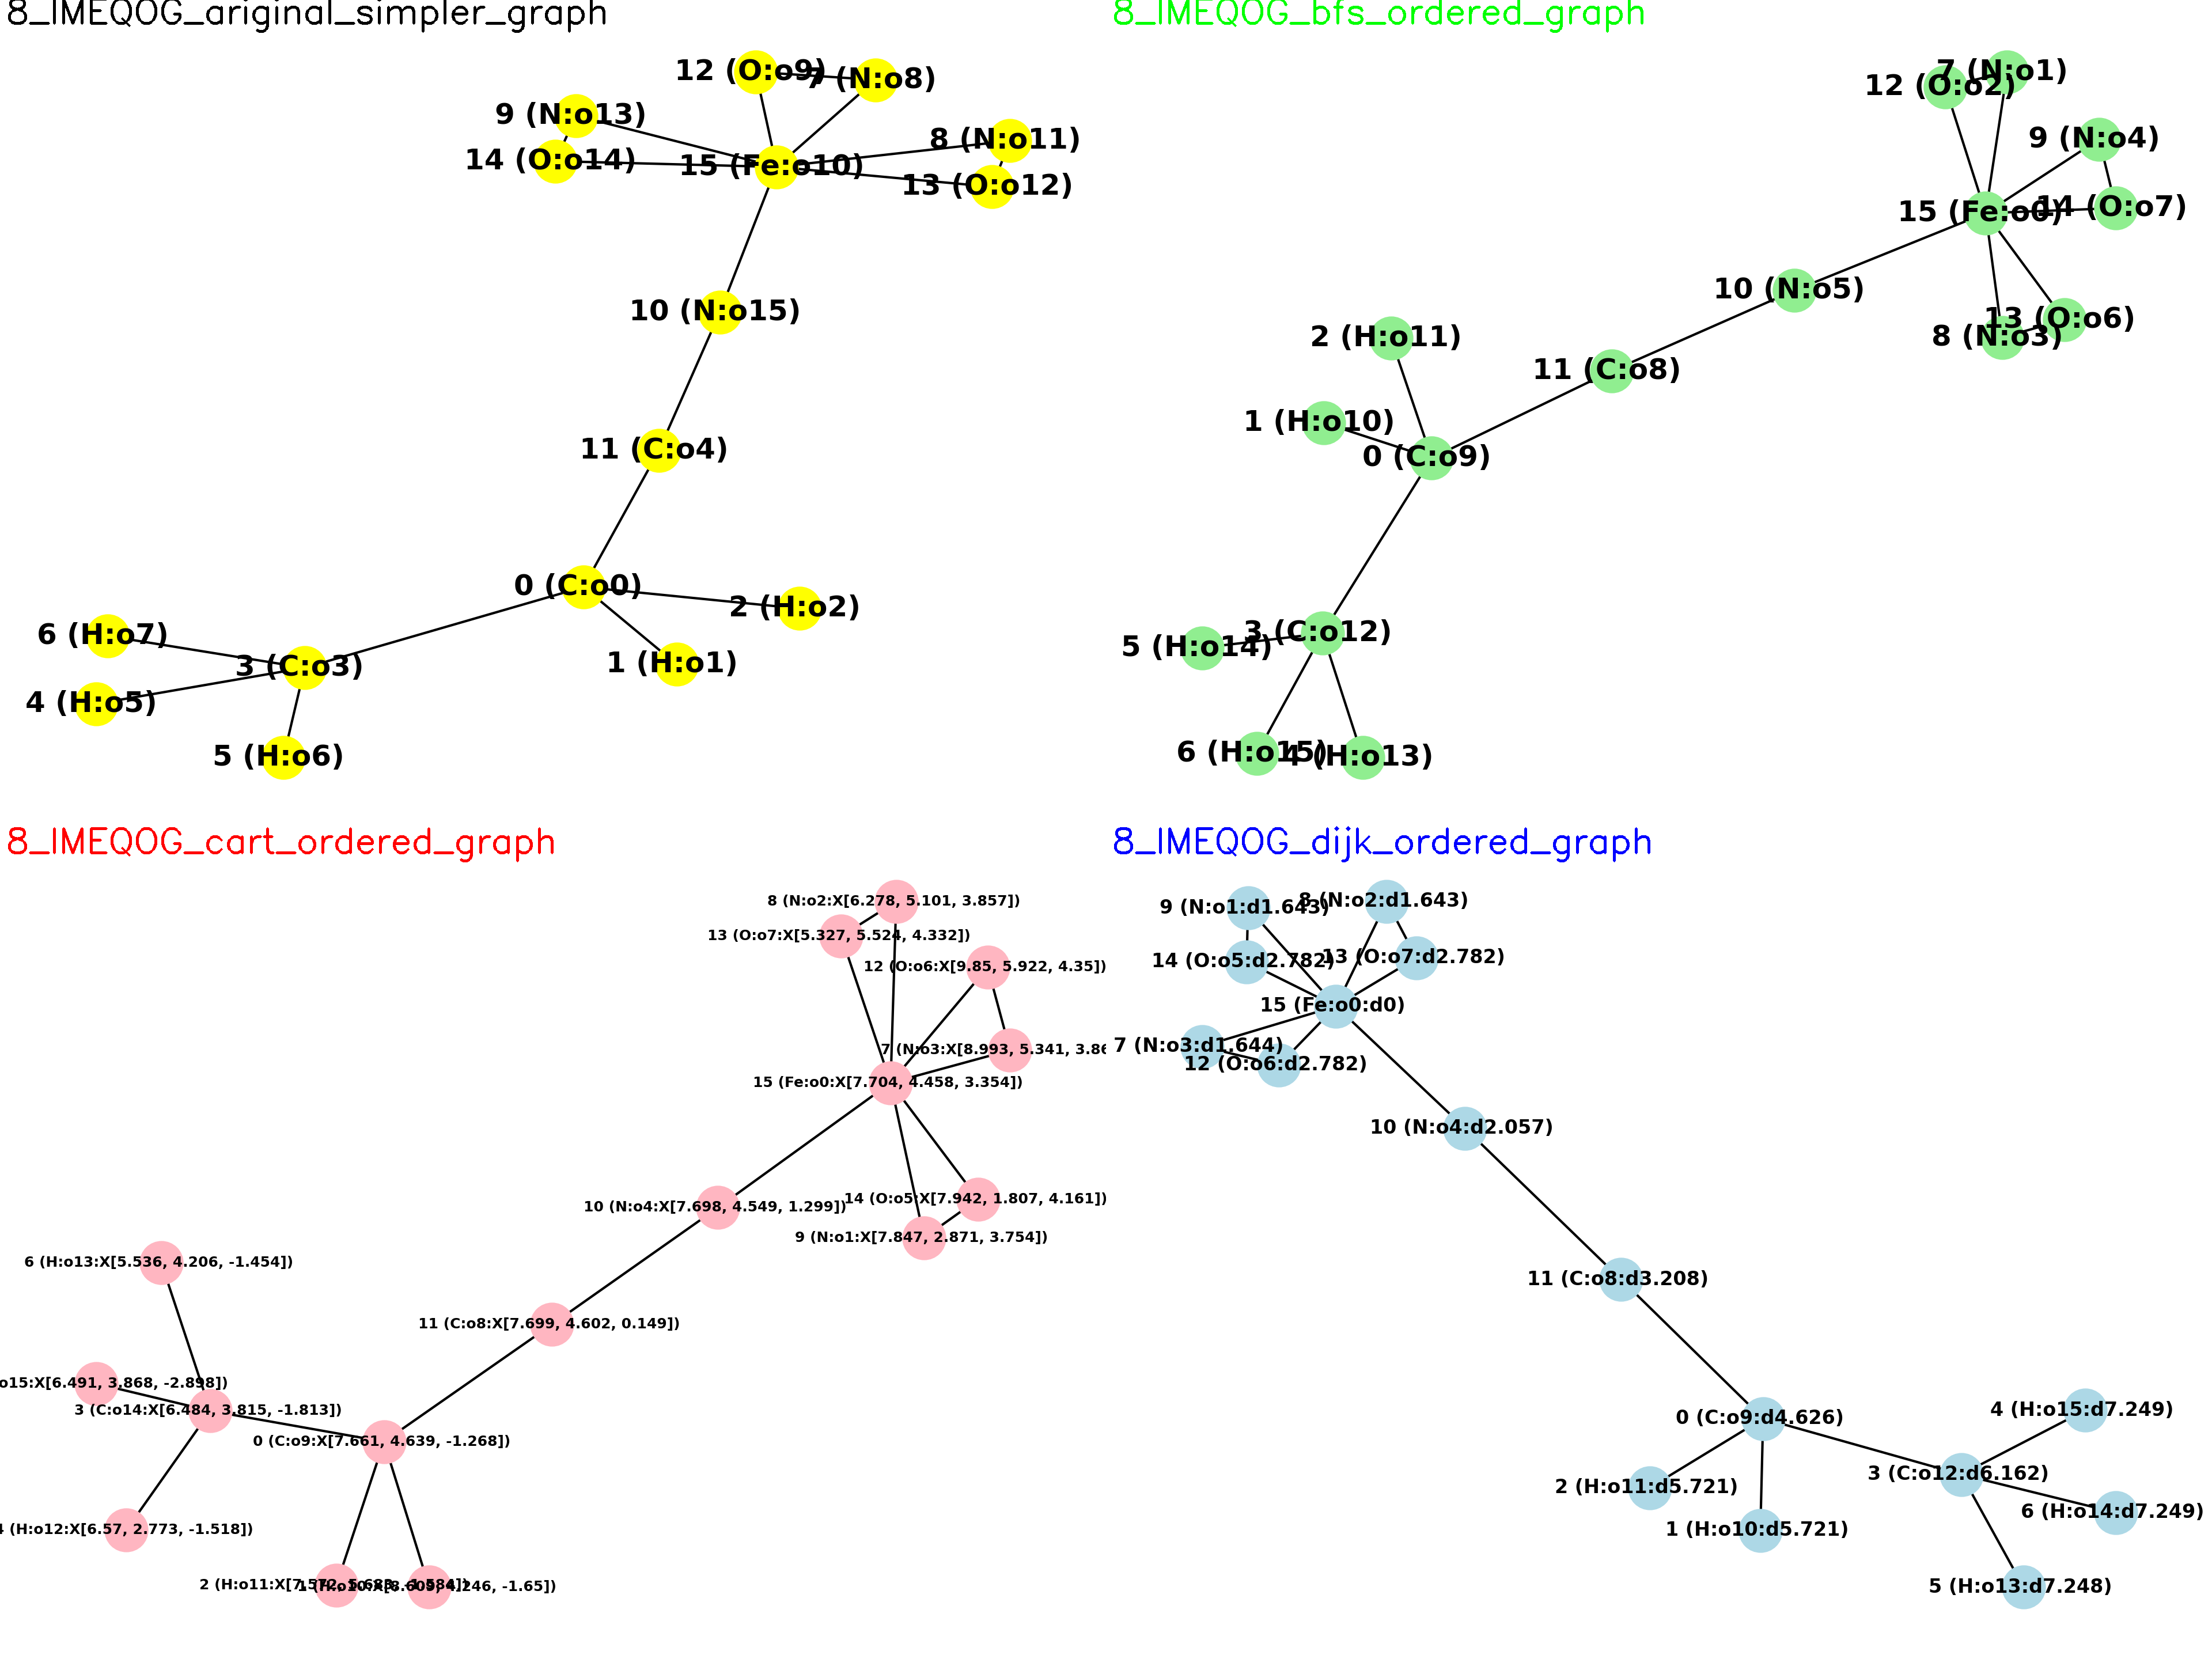 8_IMEQOG_ariginal_simpler_graph
12 (O:o9)
7 (N:o8)
9 (N:o13)
8 (N:o11)
14 (O:o14)
15 (Fe:o10)
13 (O:o12)
10 (N:o15)
11 (C:o4)
0 (C:o0)
2 (H:o2)
6 (H:o7)
1 (H:o1)
3 (C:o3)
4 (H:o5)
5 (H:o6)
8_IMEQOG_bfs_ordered_graph
7 (N:o1)
12 (O:o2)
9 (N:o4)
14 (O:o7)
15 (Fe:o0)
10 (N:o5)
13 (O:o6)
8 (N:o3)
2 (H:o11)
11 (C:o8)
1 (H:o10)
0 (C:o9)
3 (C:o12)
5 (H:o14)
6 (H:o15)
4 (H:o13)
8_IMEQOG_cart_ordered_graph
8 (N:o2:X[6.278, 5.101, 3.857])
13 (O:o7:X[5.327, 5.524, 4.332])
12 (O:o6:X[9.85, 5.922, 4.35])
7 (N:o3:X[8.993, 5.341, 3.86
15 (Fe:o0:X[7.704, 4.458, 3.354])
14 (O:o5:X[7.942, 1.807, 4.161])
10 (N:o4:X[7.698, 4.549, 1.299])
9 (N:o1:X[7.847, 2.871, 3.754])
6 (H:o13:X[5.536, 4.206, -1.454])
11 (C:o8:X[7.699, 4.602, 0.149])
o15:X[6.491, 3.868, -2.898])
3 (C:o14:X[6.484, 3.815, -1.813])
0 (C:o9:X[7.661, 4.639, -1.268])
4 (H:o12:X[6.57, 2.773, -1.518])
2 (H:o11:X[7.572,
-1.65])
8_IMEQOG_dijk_ordered_graph
9 (N:o1:d1.643)
8 (N:o2:d1.643)
14 (O:o5:d2.782)
13 (O:o7:d2.782)
15 (Fe:o0:d0)
7 (N:o3:d1.644)
12 (O:o6:d2.782)
10 (N:o4:d2.057)
11 (C:o8:d3.208)
0 (C:o9:d4.626)
4 (H:o15:d7.249)
3 (C:o12:d6.162)
2 (H:o11:d5.721)
6 (H:o14:d7.249)
1 (H:o10:d5.721)
5 (H:o13:d7.248)